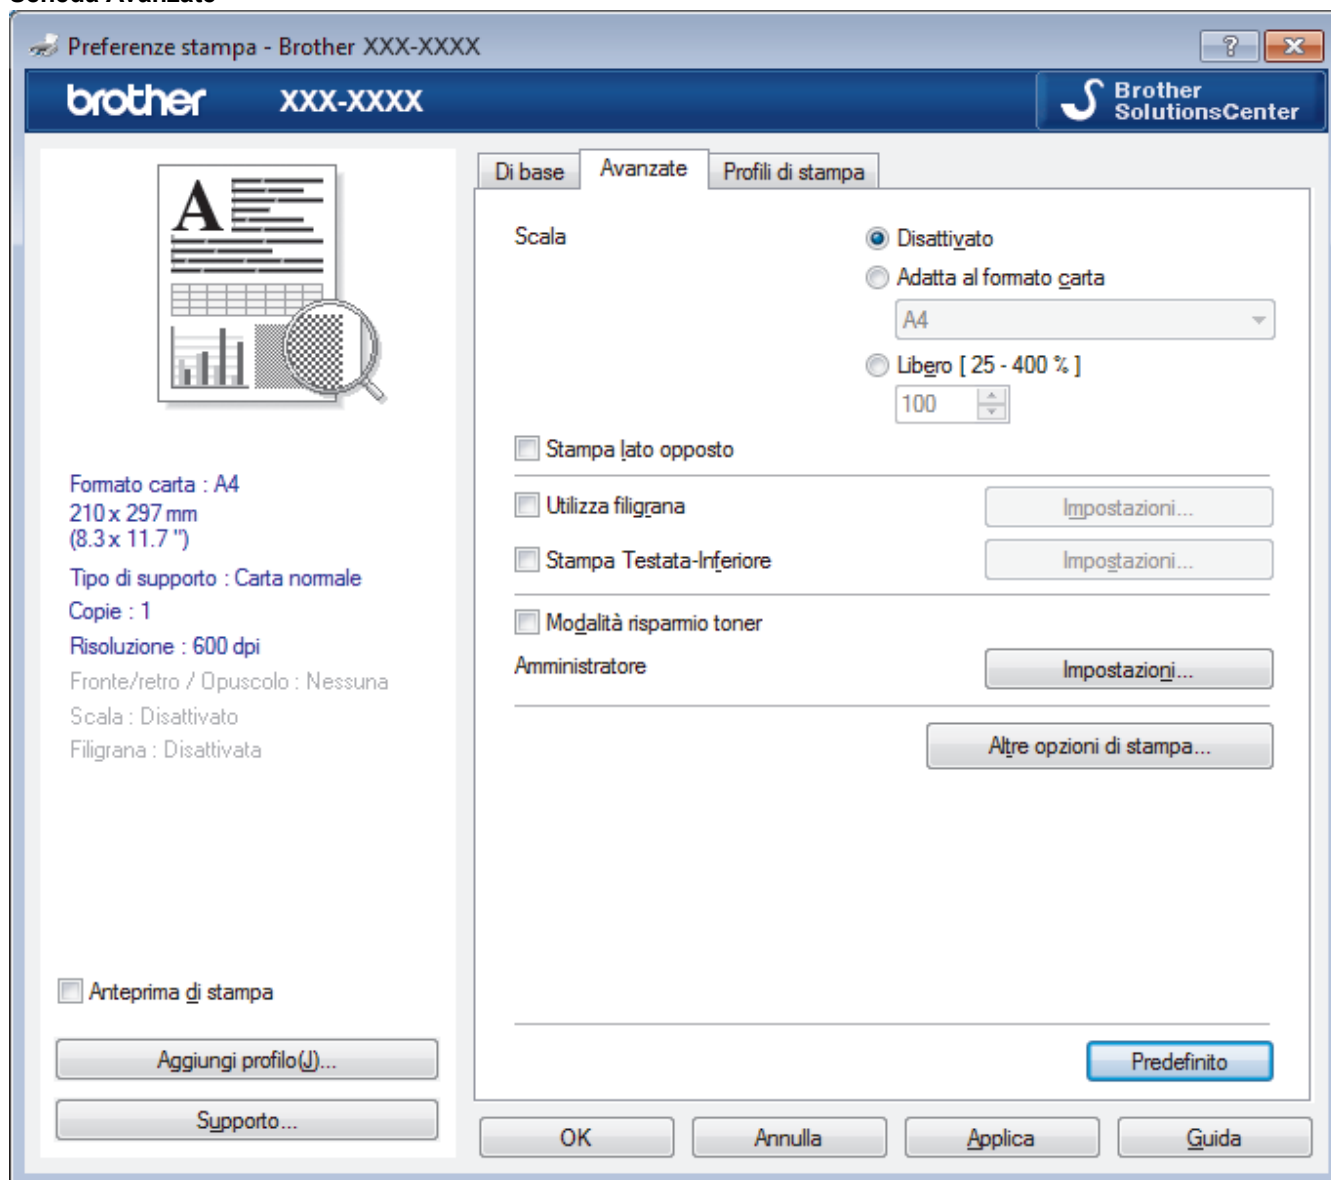 Preferenze stampa - Brother XXX-XXXX
brother XXX-XXXX
Brother
SolutionsCenter
Di base
Avanzate
Profili di stampa
A
Formato carta : A4
210 x 297 mm
(8.3 x 11.7 ")
Tipo di supporto : Carta normale
Copie : 1
Risoluzione : 600 dpi
Fronte/retro / Opuscolo : Nessuna
Scala : Disattivato
Filigrana : Disattivata
Anteprima di stampa
Aggiungi profilo(J)...
Supporto...
Scala
Disattivato
Adatta al formato carta
A4
Libero [ 25 - 400 % ]
100
Stampa lato opposto
Utilizza filigrana
Impostazioni...
Stampa Testata-Inferiore
Impostazioni...
Modalità risparmio toner
Amministratore
Impostazioni...
Altre opzioni di stampa...
Predefinito
OK
Annulla
Applica
Guida